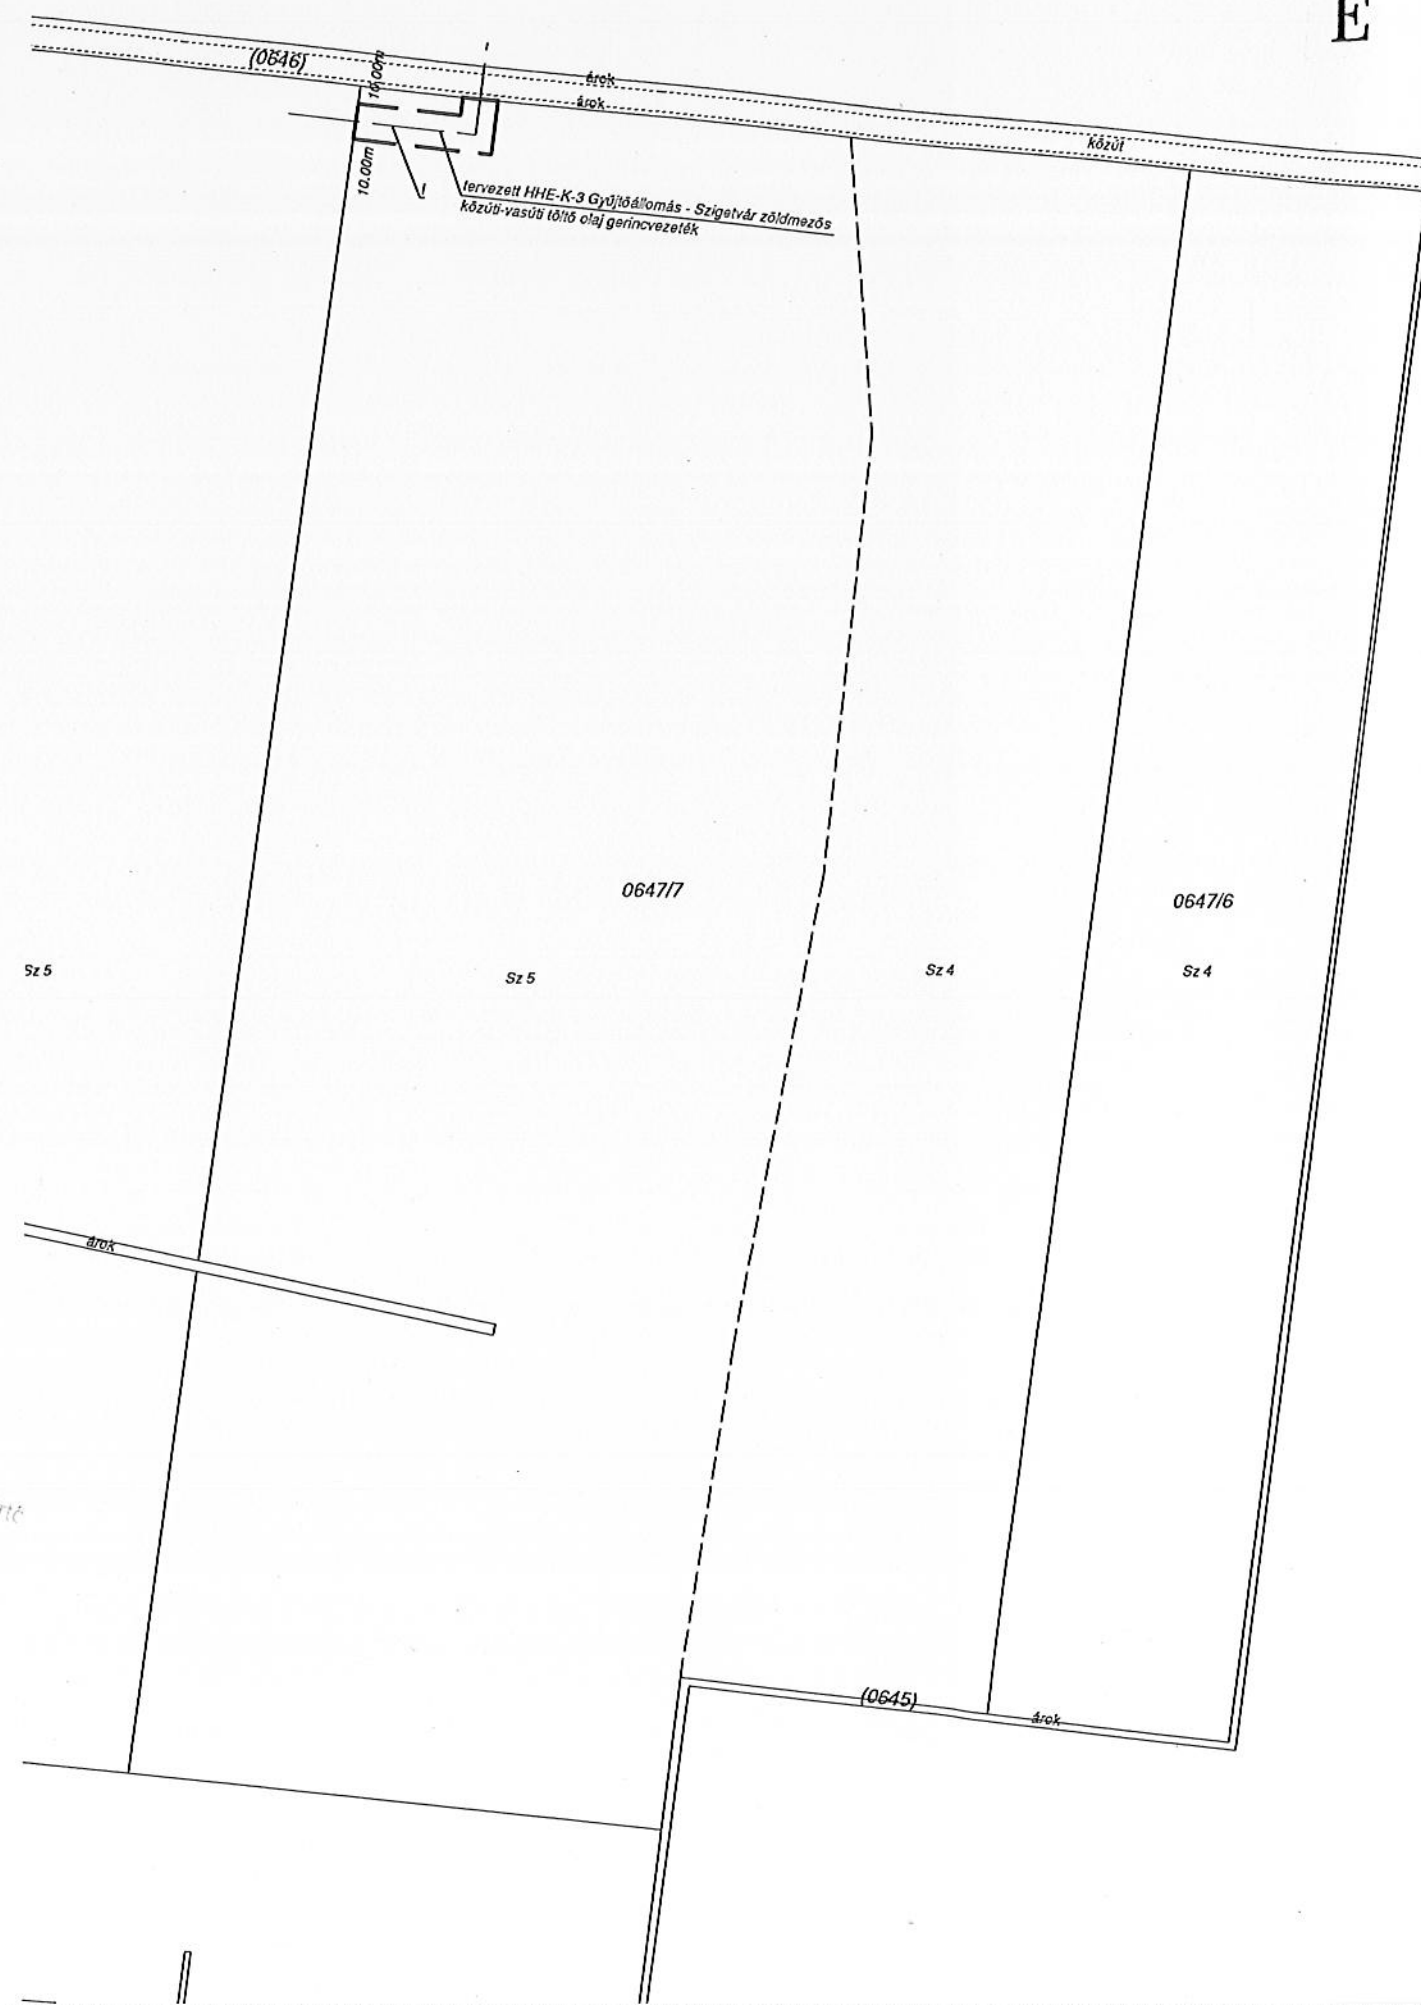 E
(0646)
10.00m
árok
árok
közút
10.00m
f
tervezett HHE-K-3 Gyűjtőállomás - Szigetvár zöldmezős
közúti-vasúti töltő olaj gerincvezeték
0647/7
0647/6
Sz 5
Sz 5
Sz 4
Sz 4
árok
(0645)
árok